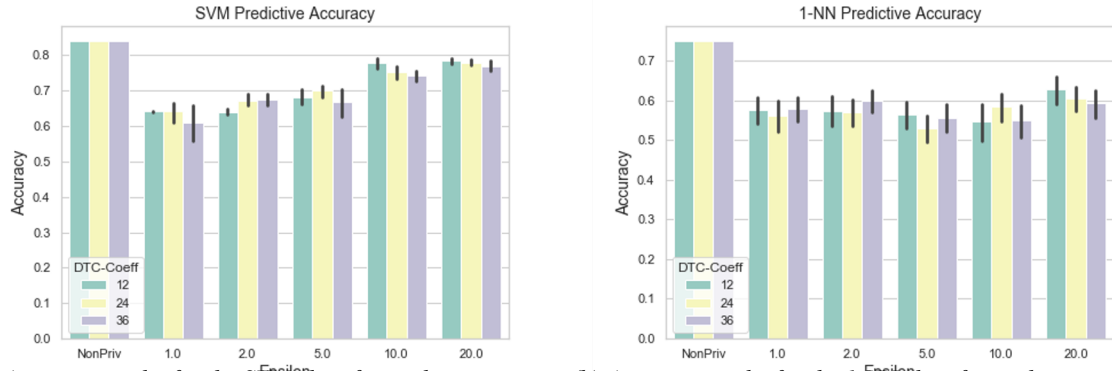 SVM Predictive Accuracy
Accuracy
0.8
0.7
0.6
0.5
0.4
0.3
0.2
0.1
0.0
DTC-Coeff
12
24
36
NonPriv 1.0 2.0 5.0 10.0 20.0
Epsilon
1-NN Predictive Accuracy
Accuracy
0.7
0.6
0.5
0.4
0.3
0.2
0.1
0.0
DTC-Coeff
12
24
36
NonPriv 1.0 2.0 5.0 10.0 20.0
Epsilon